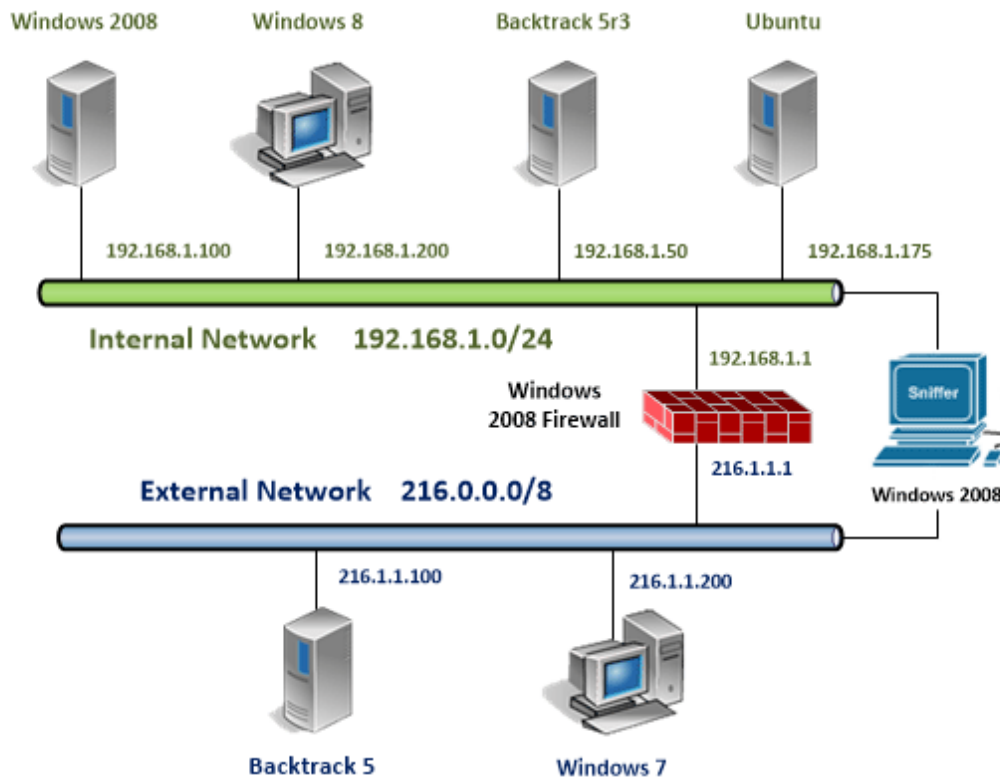 Windows 2008
Windows 8
Backtrack 5r3
Ubuntu
192.168.1.100
192.168.1.200
192.168.1.50
192.168.1.175
Internal Network 192.168.1.0/24
192.168.1.1
Windows
2008 Firewall
Sniffer
216.1.1.1
External Network 216.0.0.0/8
Windows 2008
216.1.1.100
216.1.1.200
Backtrack 5
Windows 7